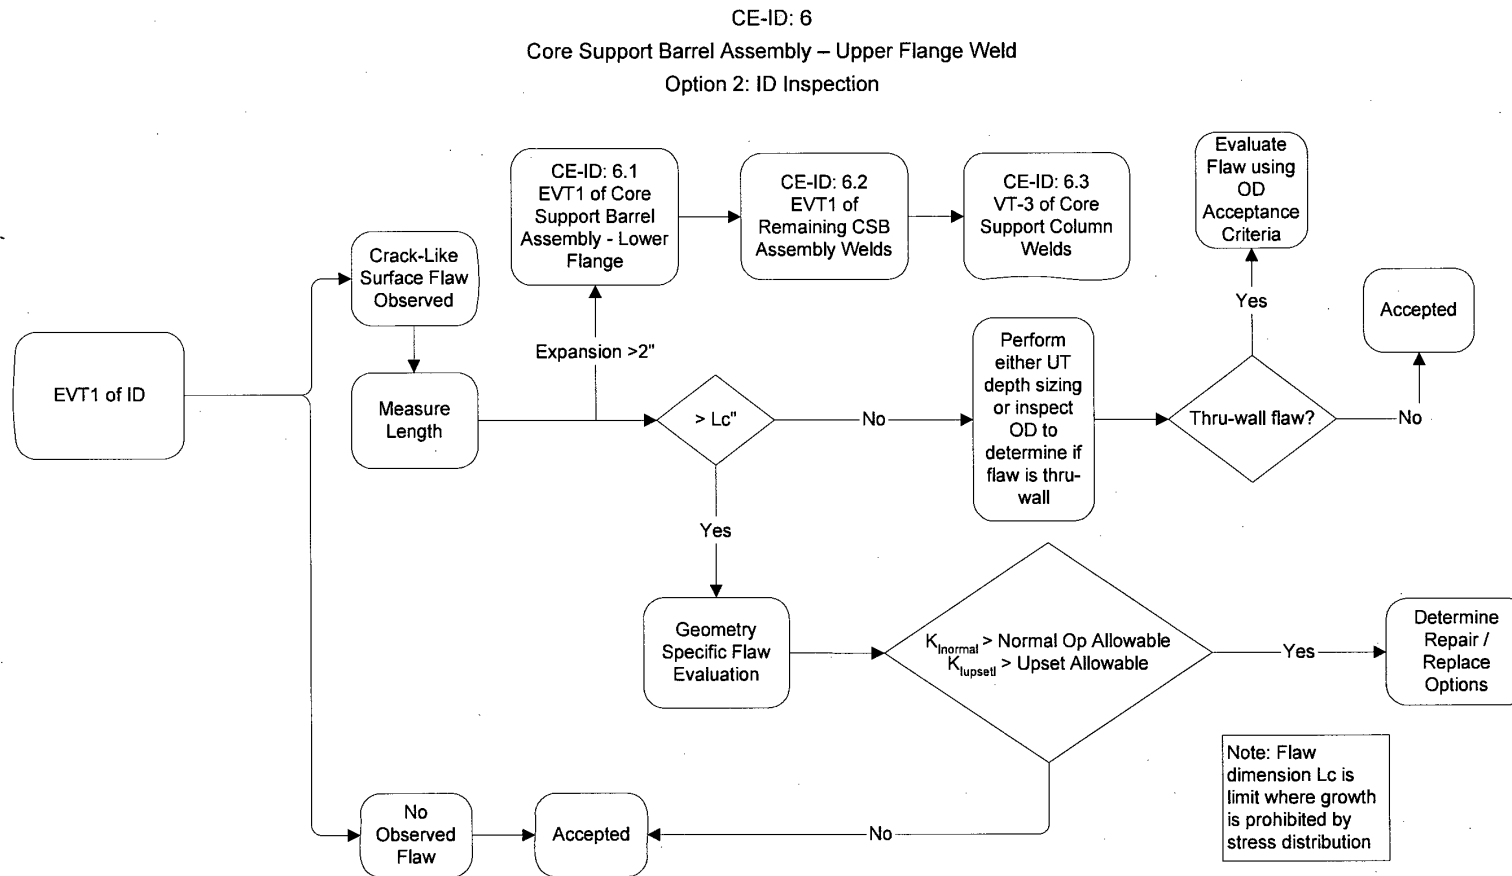 CE-ID: 6
Core Support Barrel Assembly – Upper Flange Weld
Option 2: ID Inspection
CE-ID: 6.1
EVT1 of Core
Support Barrel
Assembly - Lower
Flange
CE-ID: 6.2
EVT1 of
Remaining CSB
Assembly Welds
CE-ID: 6.3
VT-3 of Core
Support Column
Welds
Evaluate
Flaw using
OD
Acceptance
Criteria
Crack-Like
Surface Flaw
Observed
Yes
Accepted
Expansion >2"
EVT1 of ID
Measure
Length
> Lc"
No
Perform
either UT
depth sizing
or inspect
OD to
determine if
flaw is thru-
wall
Thru-wall flaw?
No
Yes
Geometry
Specific Flaw
Evaluation
KInormal > Normal Op Allowable
KIupsetl > Upset Allowable
Yes
Determine
Repair /
Replace
Options
Note: Flaw
dimension Lc is
limit where growth
is prohibited by
stress distribution
No
Observed
Flaw
Accepted
No